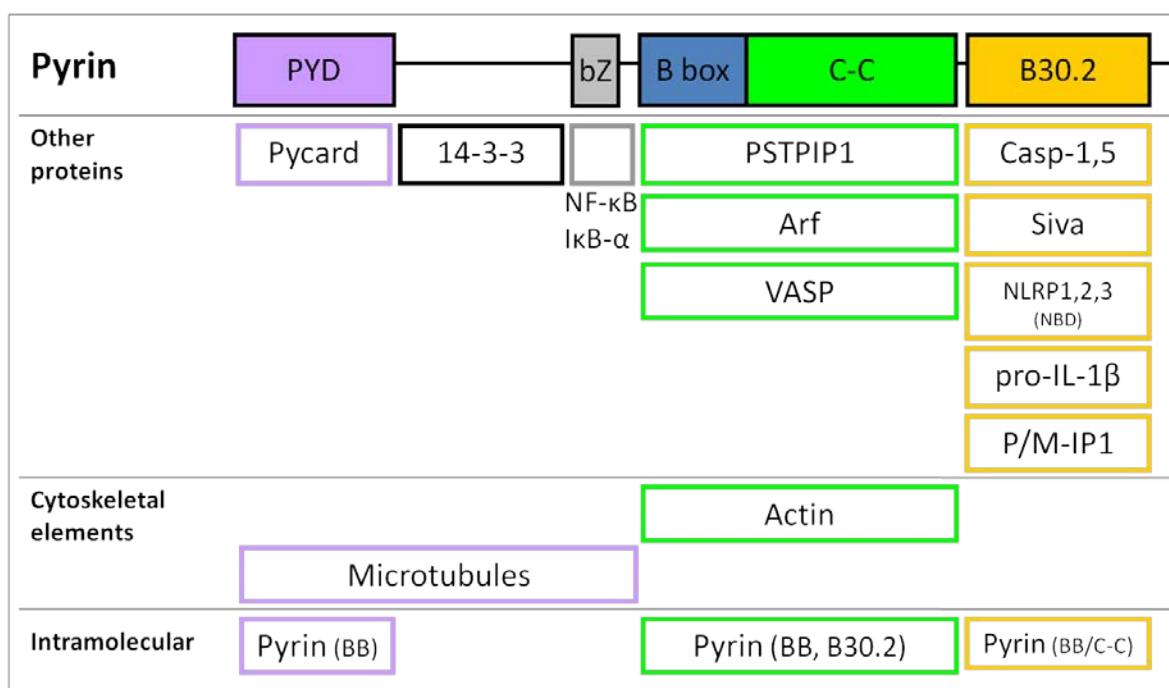 Pyrin PYD bZ B box C-C B30.2
Other proteins
Pycard 14-3-3 PSTPIP1 Casp-1,5
NF-κB
IκB-α
Arf Siva
VASP NLRP1,2,3
(NBD)
pro-IL-1β
P/M-IP1
Cytoskeletal elements
Actin
Microtubules
Intramolecular Pyrin (BB) Pyrin (BB, B30.2) Pyrin (BB/C-C)